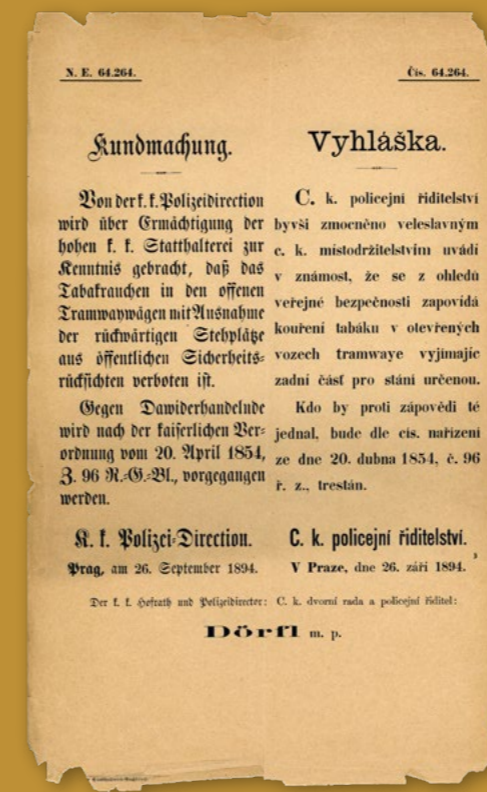 N. E. 64.264.
Kundmachung.
Von der k. k. Polizeidirection
wird über Ermächtigung der
hohen k. k. Statthalterei zur
Kenntnis gebracht, daß das
Tabakrauchen in den offenen
Tramwaywägen mit Ausnahme
der rückwärtigen Stehplätze
aus öffentlichen Sicherheits-
rücksichten verboten ist.
Gegen Dawiderhandelnde
wird nach der kaiserlichen Ver-
ordnung vom 20. April 1854,
Z. 96 R.-G.-Bl., vorgegangen
werden.
K. k. Polizei-Direction.
Prag, am 26. September 1894.
Čís. 64.264.
Vyhláška.
C. k. policejní řiditelství
byvši zmocněno veleslavným
c. k. místodržitelstvím uvádí
v známost, že se z ohledů
veřejné bezpečnosti zapovídá
kouření tabáku v otevřených
vozech tramwaye vyjímajíc
zadní část pro stání určenou.
Kdo by proti zápovědi té
jednal, bude dle cís. nařízení
ze dne 20. dubna 1854, č. 96
ř. z., trestán.
C. k. policejní řiditelství.
V Praze, dne 26. září 1894.
Der k. k. Hofrath und Polizeidirector: C. k. dvorní rada a policejní řiditel:
Dörfl m. p.